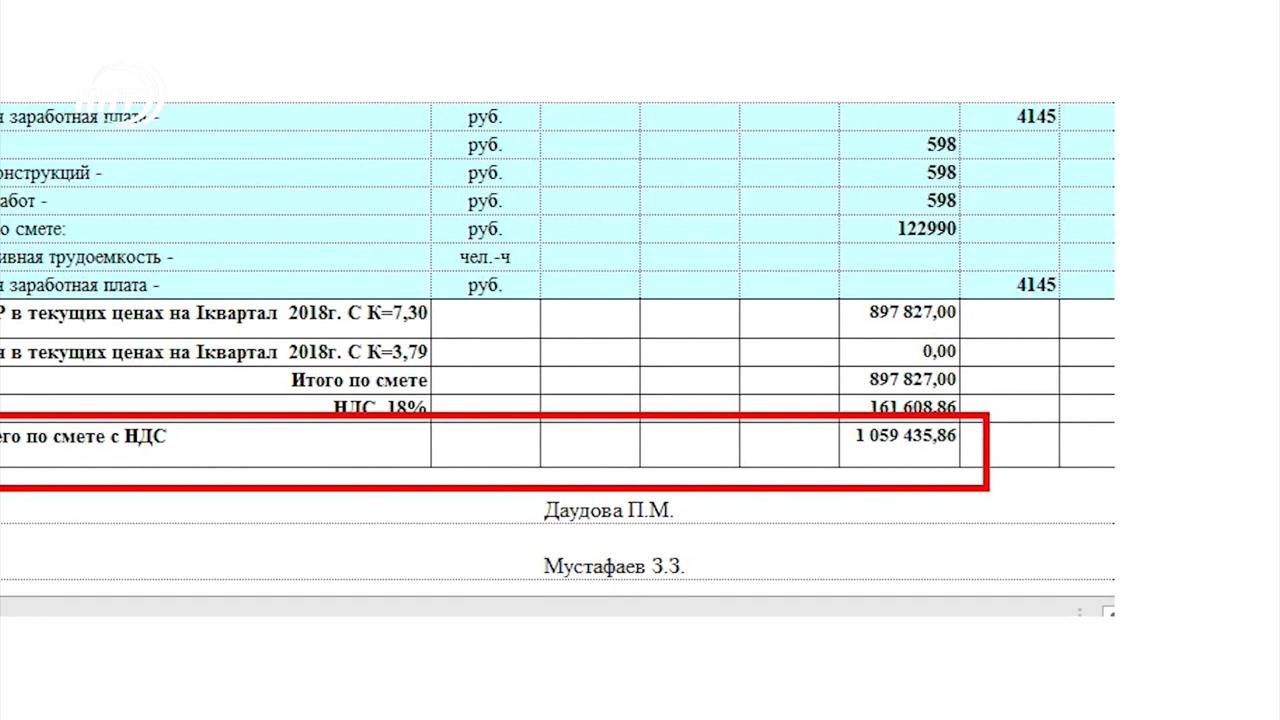 я заработная плата - руб. 4145
руб. 598
онструкций - руб. 598
абот - руб. 598
о смете: руб. 122990
ивная трудоемкость - чел.-ч
я заработная плата - руб. 4145
Р в текущих ценах на Iквартал 2018г. С К=7,30 897 827,00
я в текущих ценах на Iквартал 2018г. С К=3,79 0,00
Итого по смете 897 827,00
НДС 18% 161 608,86
его по смете с НДС 1 059 435,86
Даудова П.М.
Мустафаев З.З.